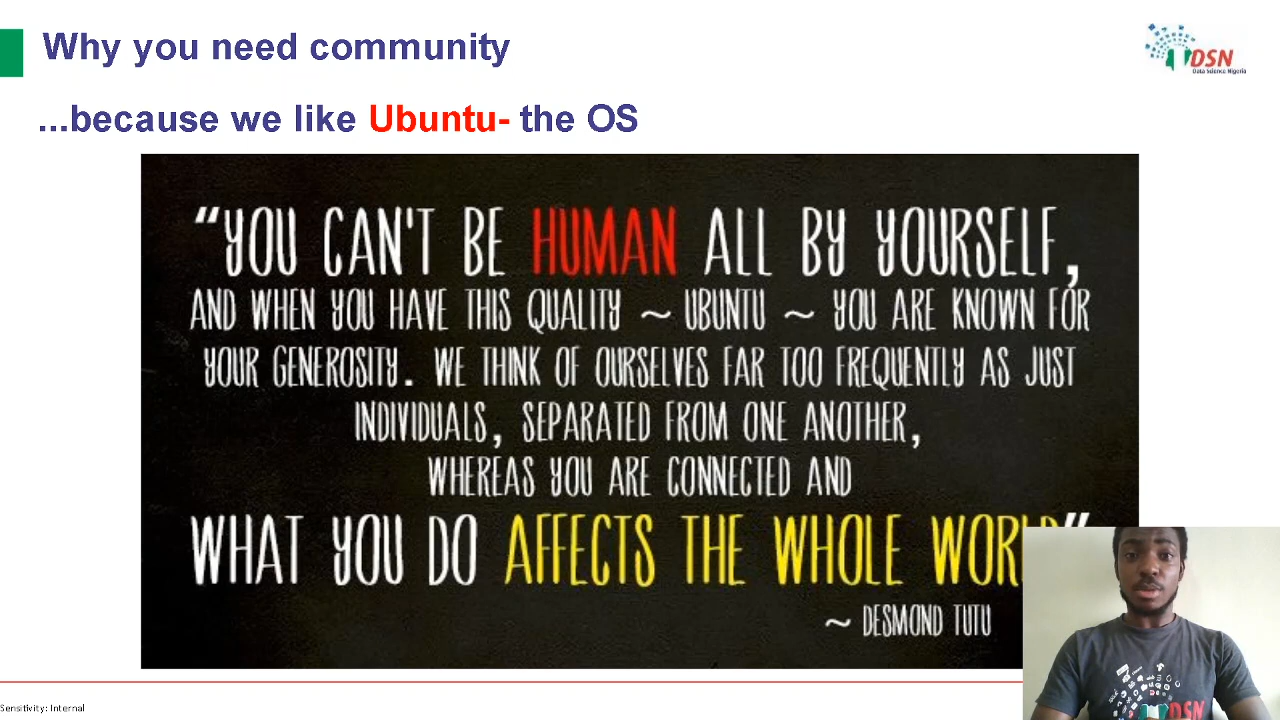 Why you need community
...because we like Ubuntu- the OS
DSN
Data Science Nigeria
“YOU CAN'T BE HUMAN ALL BY YOURSELF,
AND WHEN YOU HAVE THIS QUALITY ~ UBUNTU ~ YOU ARE KNOWN FOR
YOUR GENEROSITY. WE THINK OF OURSELVES FAR TOO FREQUENTLY AS JUST
INDIVIDUALS, SEPARATED FROM ONE ANOTHER,
WHEREAS YOU ARE CONNECTED AND
WHAT YOU DO AFFECTS THE WHOLE WORLD”
~ DESMOND TUTU
DSN
Sensitivity: Internal